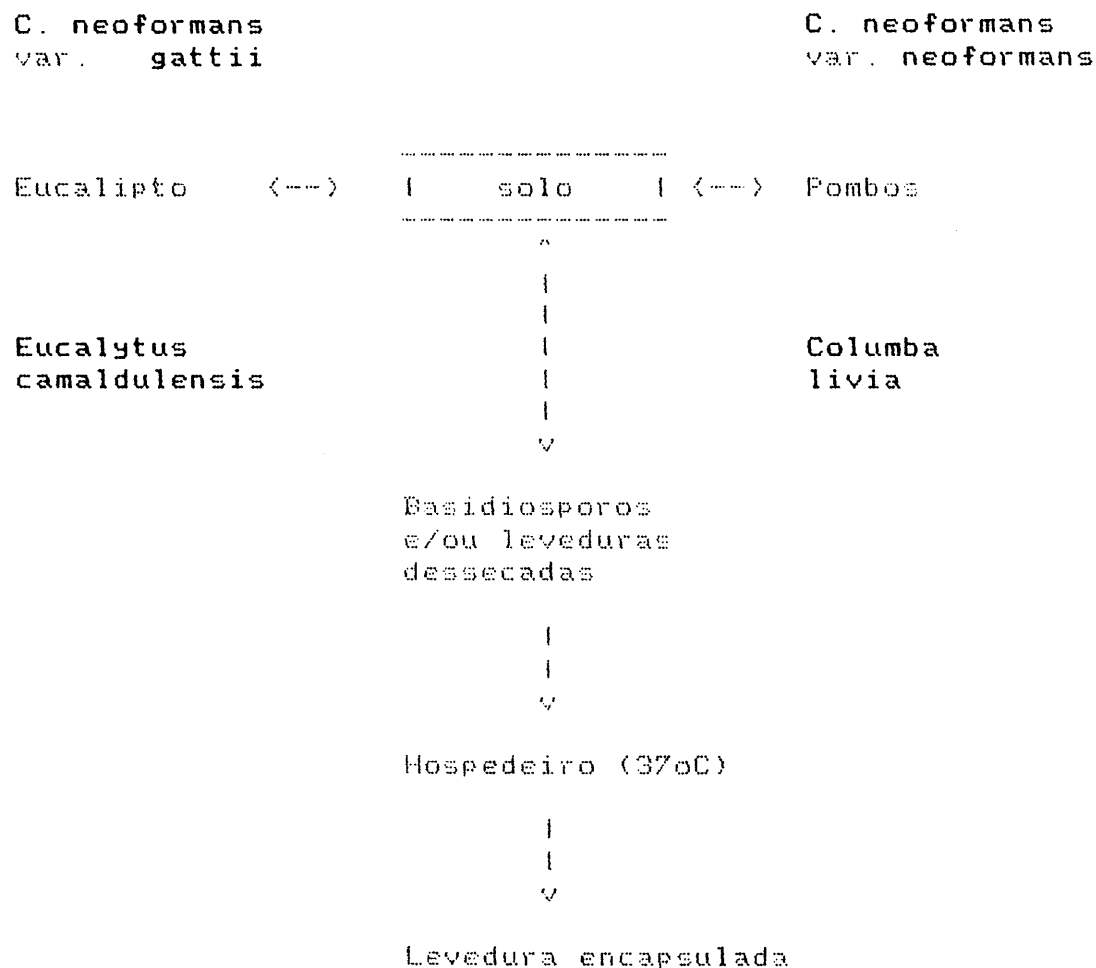 C. neoformans C. neoformans
var. gattii var. neoformans
Eucalipto <--> | solo | <--> Pombos
Eucalytus Columba
camaldulensis livia
Basidiosporos
e/ou leveduras
dessecadas
Hospedeiro (37oC)
Levedura encapsulada